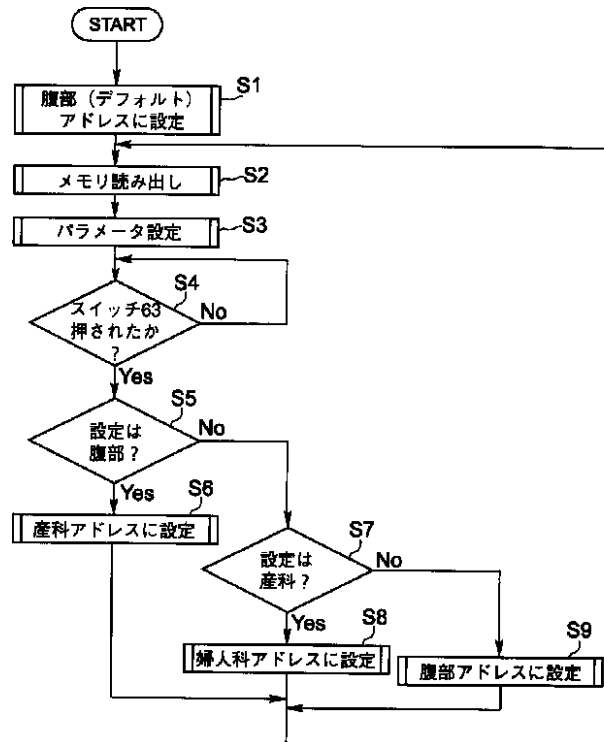 START
S1
腹部（デフォルト）
アドレスに設定
S2
メモリ読み出し
S3
パラメータ設定
S4
スイッチ63
押されたか
？
No
Yes
S5
設定は
腹部？
No
Yes
S6
産科アドレスに設定
S7
設定は
産科？
No
Yes
S8
婦人科アドレスに設定
S9
腹部アドレスに設定